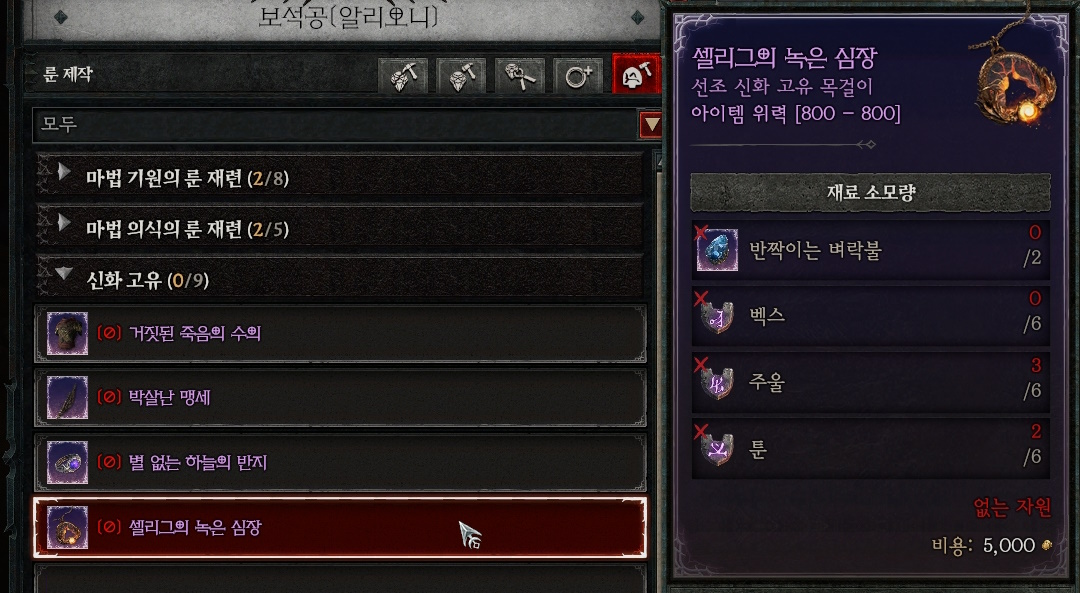 보석공(알리오니)
룬 제작
모두
마법 기원의 룬 재련 (2/8)
마법 의식의 룬 재련 (2/5)
신화 고유 (0/9)
(∅) 거짓된 죽음의 수의
(∅) 박살난 맹세
(∅) 별 없는 하늘의 반지
(∅) 셀리그의 녹은 심장
셀리그의 녹은 심장
선조 신화 고유 목걸이
아이템 위력 [800 - 800]
재료 소모량
반짝이는 벼락불
0
/2
벡스
0
/6
주울
3
/6
툰
2
/6
없는 자원
비용: 5,000